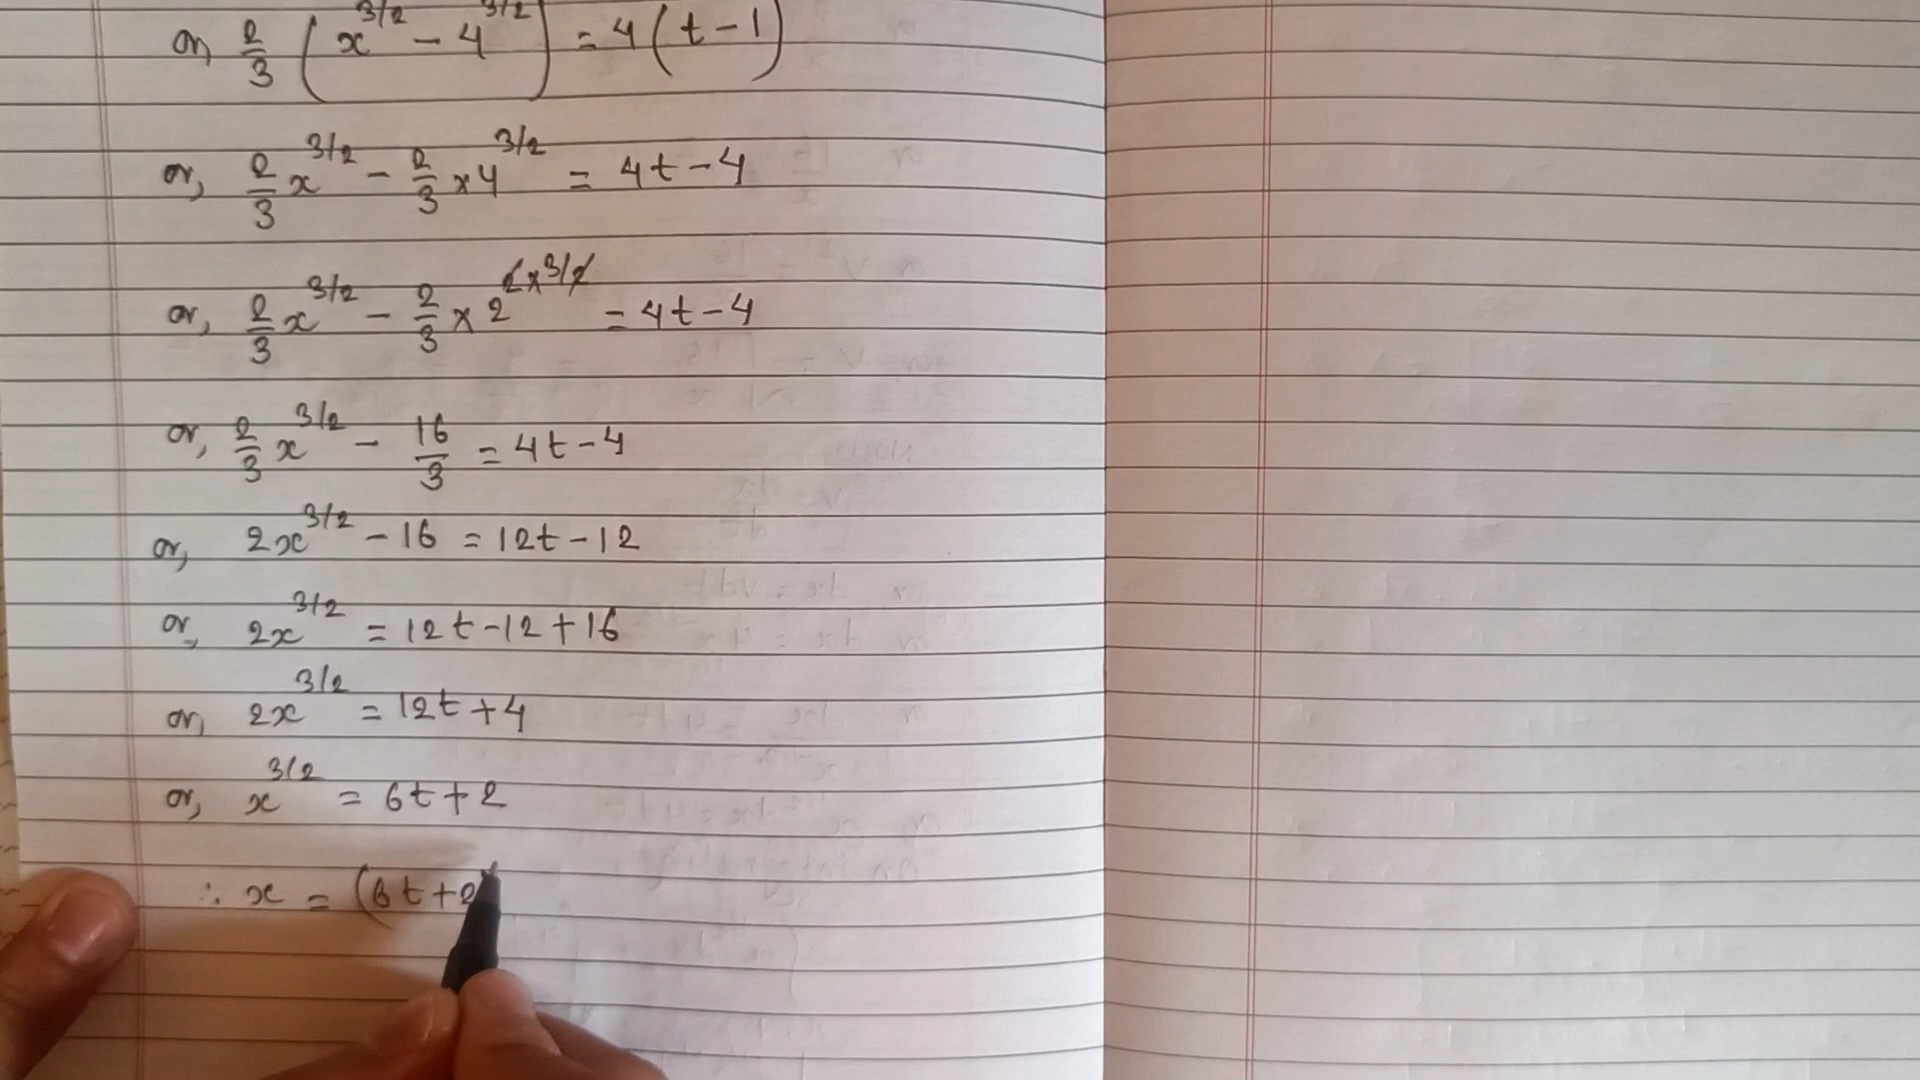 or, 2/3 (x^3/2 - 4^3/2) = 4(t-1)
or, 2/3 x^3/2 - 2/3 × 4^3/2 = 4t-4
or, 2/3 x^3/2 - 2/3 × 2^2×3/2 = 4t-4
or, 2/3 x^3/2 - 16/3 = 4t-4
or, 2x^3/2 - 16 = 12t-12
or, 2x^3/2 = 12t-12+16
or, 2x^3/2 = 12t+4
or, x^3/2 = 6t+2
∴ x = (6t+2)